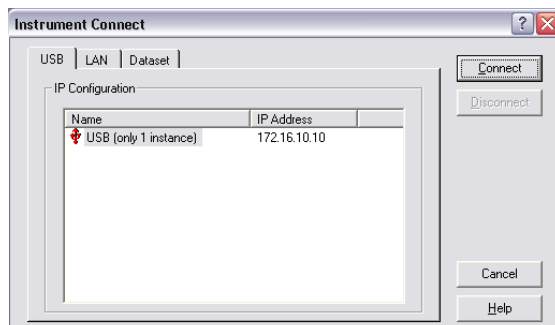 Instrument Connect
USB LAN Dataset
Connect
IP Configuration
Disconnect
Name IP Address
USB (only 1 instance) 172.16.10.10
Cancel
Help